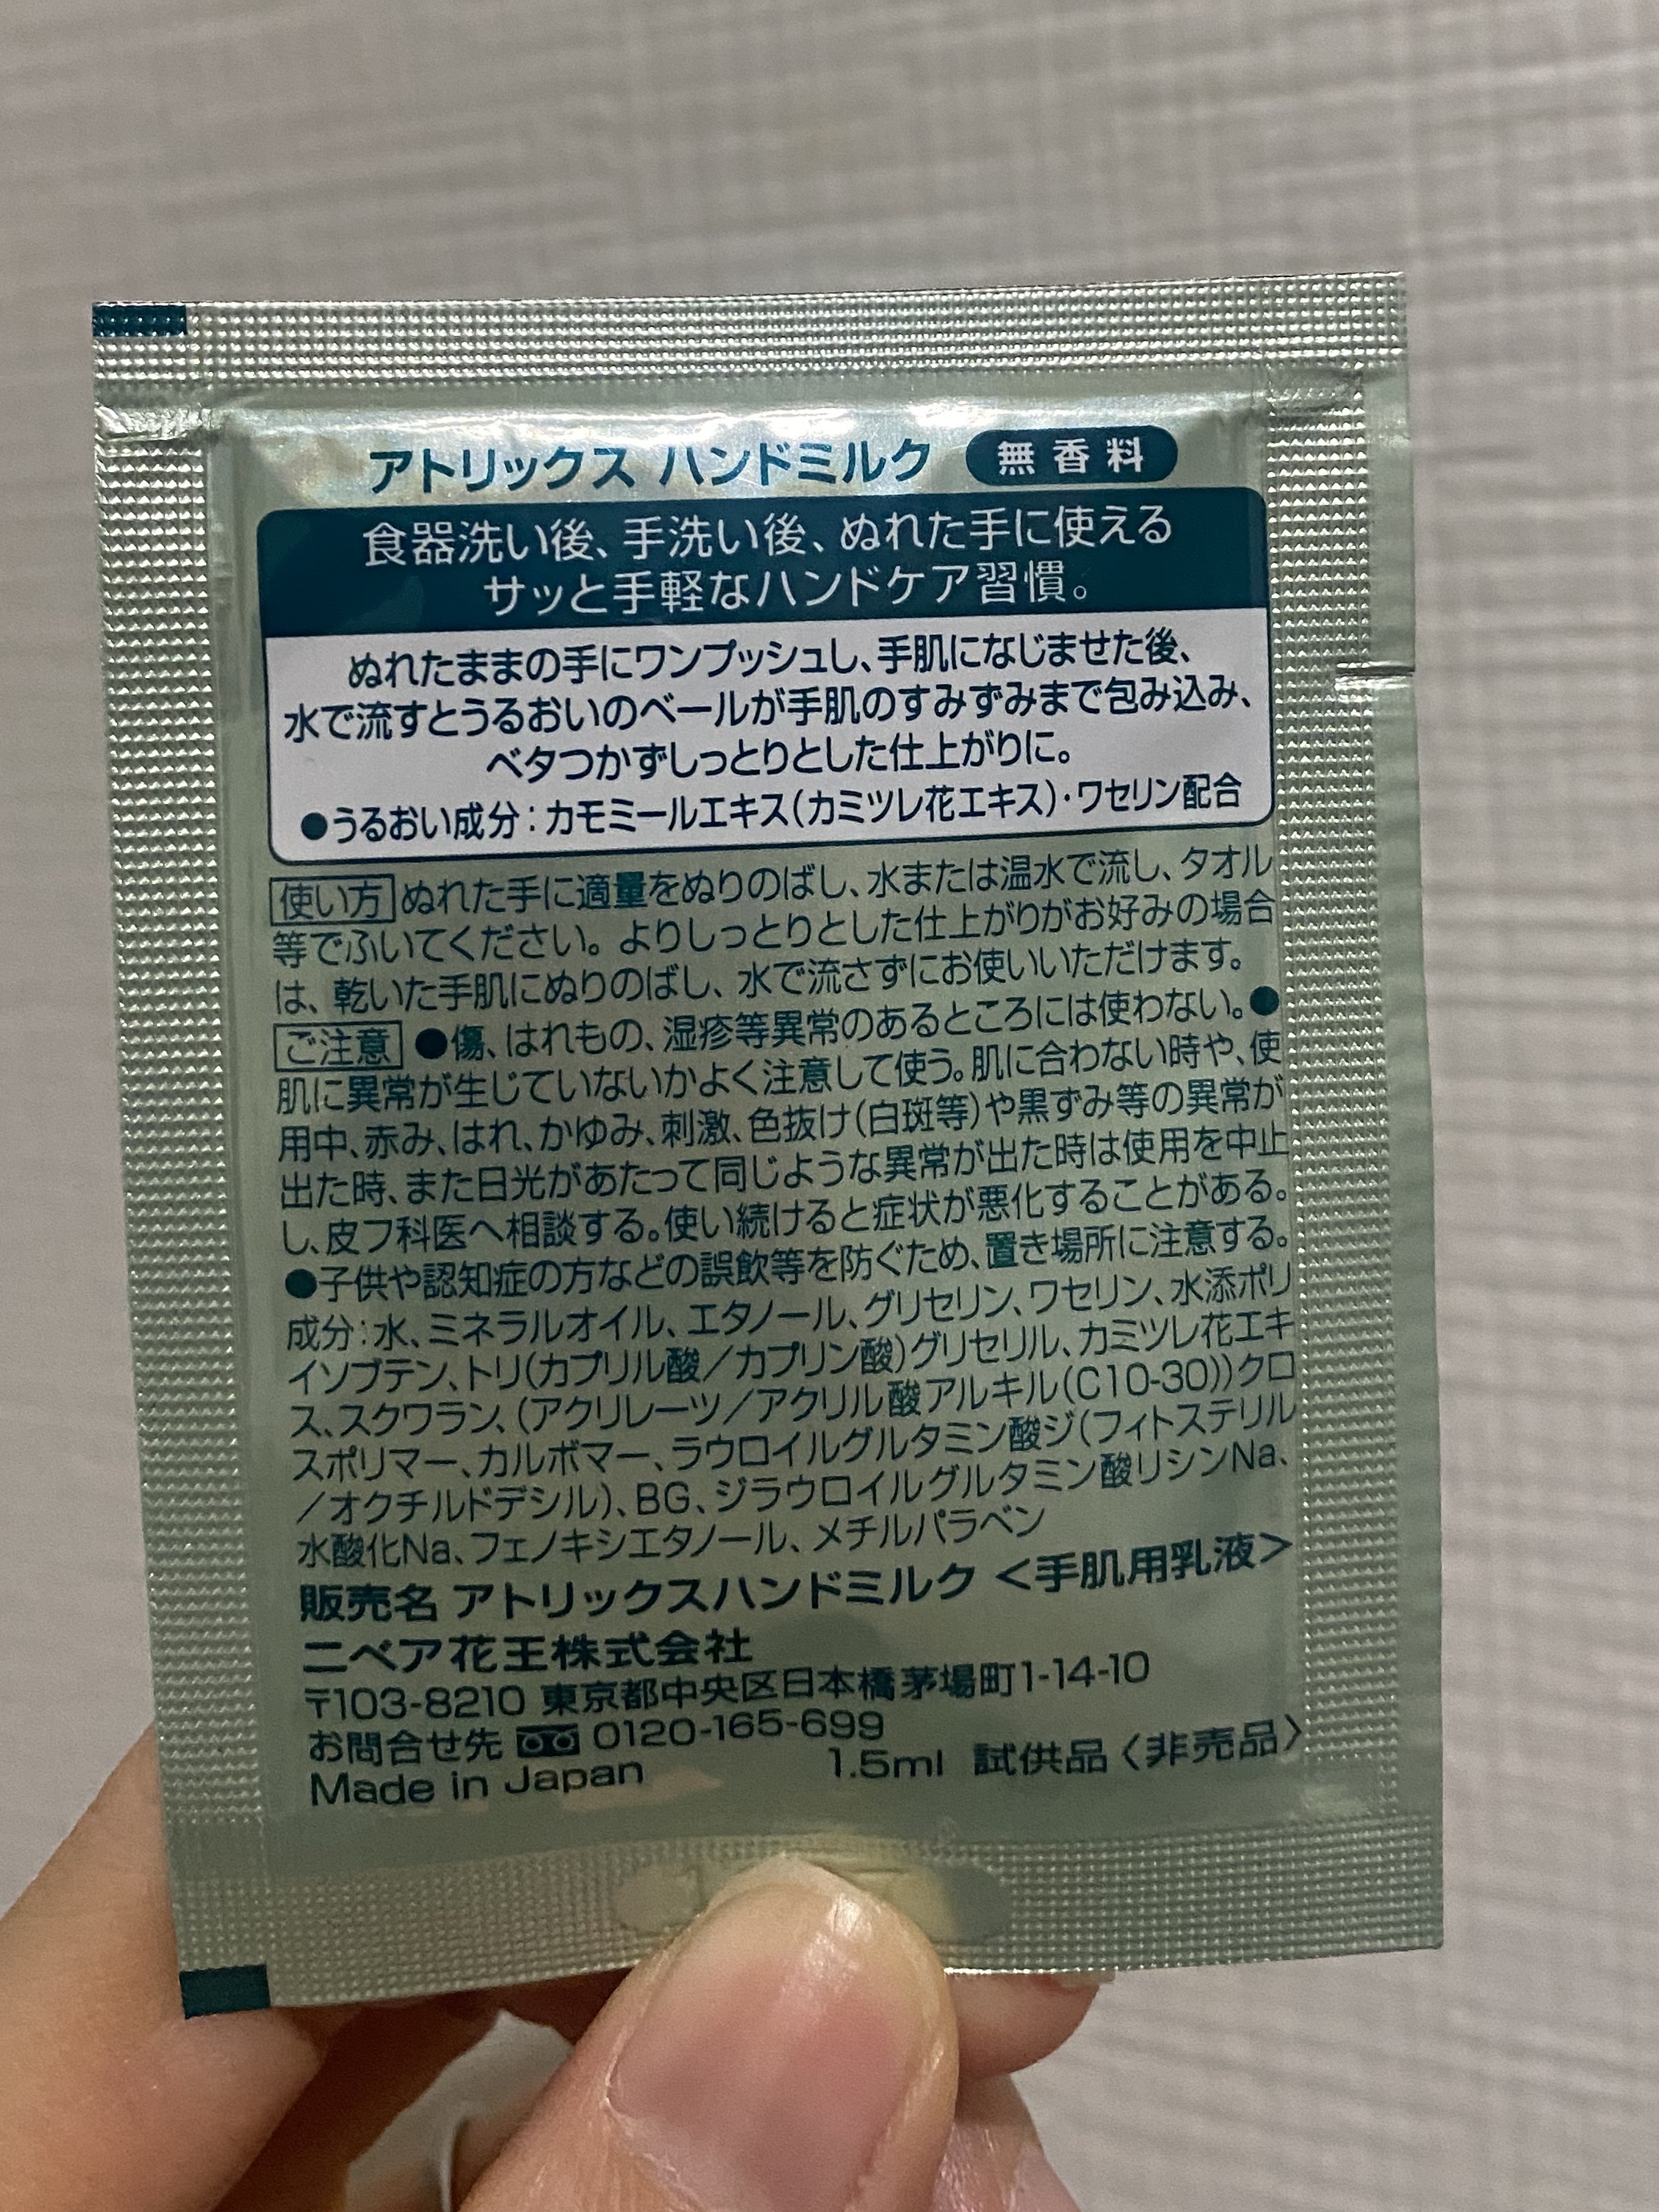 アトリックス ハンドミルク 無香料
食器洗い後、手洗い後、ぬれた手に使える
サッと手軽なハンドケア習慣。
ぬれたままの手にワンプッシュし、手肌になじませた後、
水で流すとうるおいのベールが手肌のすみずみまで包み込み、
ベタつかずしっとりとした仕上がりに。
●うるおい成分：カモミールエキス（カミツレ花エキス）・ワセリン配合
使い方 ぬれた手に適量をぬりのばし、水または温水で流し、タオル
等でふいてください。よりしっとりとした仕上がりがお好みの場合
は、乾いた手肌にぬりのばし、水で流さずにお使いいただけます。
ご注意 ●傷、はれもの、湿疹等異常のあるところには使わない。●
肌に異常が生じていないかよく注意して使う。肌に合わない時や、使
用中、赤み、はれ、かゆみ、刺激、色抜け（白斑等）や黒ずみ等の異常が
出た時、また日光があたって同じような異常が出た時は使用を中止
し、皮フ科医へ相談する。使い続けると症状が悪化することがある。
●子供や認知症の方などの誤飲等を防ぐため、置き場所に注意する。
成分：水、ミネラルオイル、エタノール、グリセリン、ワセリン、水添ポリ
イソブテン、トリ（カプリル酸／カプリン酸）グリセリル、カミツレ花エキ
ス、スクワラン、（アクリレーツ／アクリル酸アルキル（C10-30））クロ
スポリマー、カルボマー、ラウロイルグルタミン酸ジ（フィトステリル
／オクチルドデシル）、BG、ジラウロイルグルタミン酸リシンNa、
水酸化Na、フェノキシエタノール、メチルパラベン
販売名 アトリックスハンドミルク ＜手肌用乳液＞
ニベア花王株式会社
〒103-8210 東京都中央区日本橋茅場町1-14-10
お問合せ先 0120-165-699
Made in Japan 1.5ml 試供品〈非売品〉